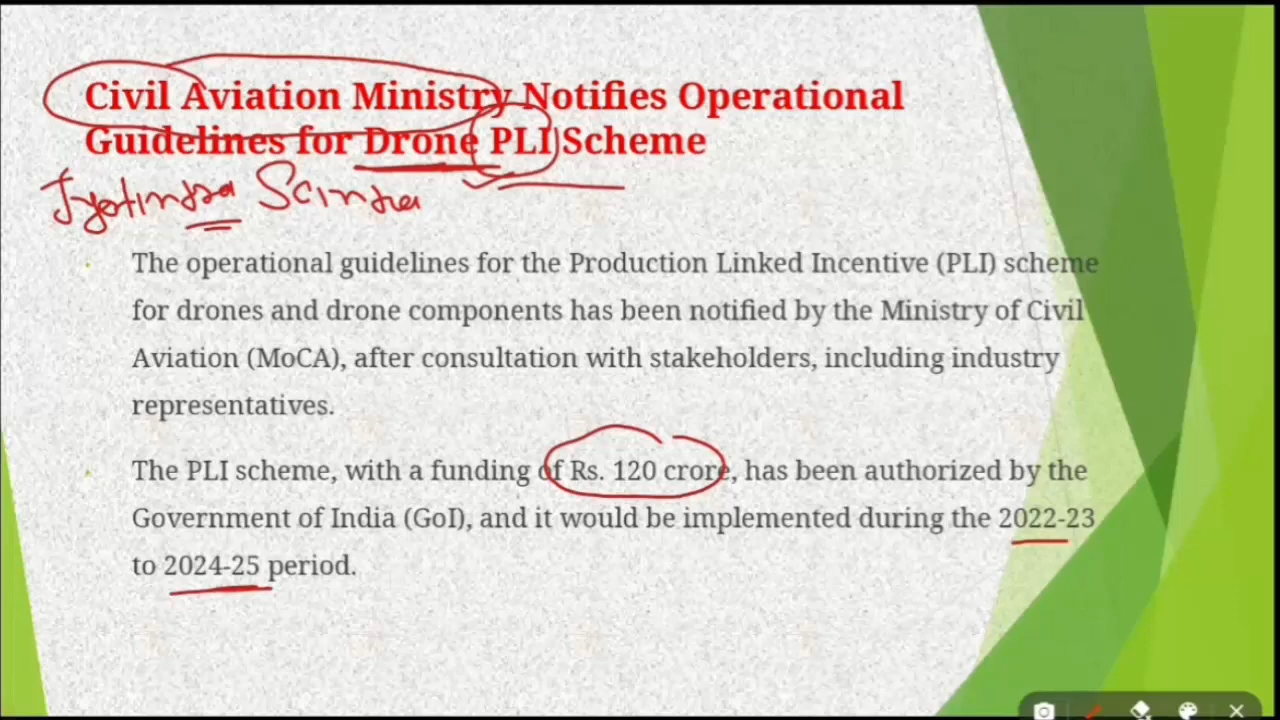 Civil Aviation Ministry Notifies Operational
Guidelines for Drone PLI Scheme
The operational guidelines for the Production Linked Incentive (PLI) scheme
for drones and drone components has been notified by the Ministry of Civil
Aviation (MoCA), after consultation with stakeholders, including industry
representatives.
The PLI scheme, with a funding of Rs. 120 crore, has been authorized by the
Government of India (GoI), and it would be implemented during the 2022-23
to 2024-25 period.